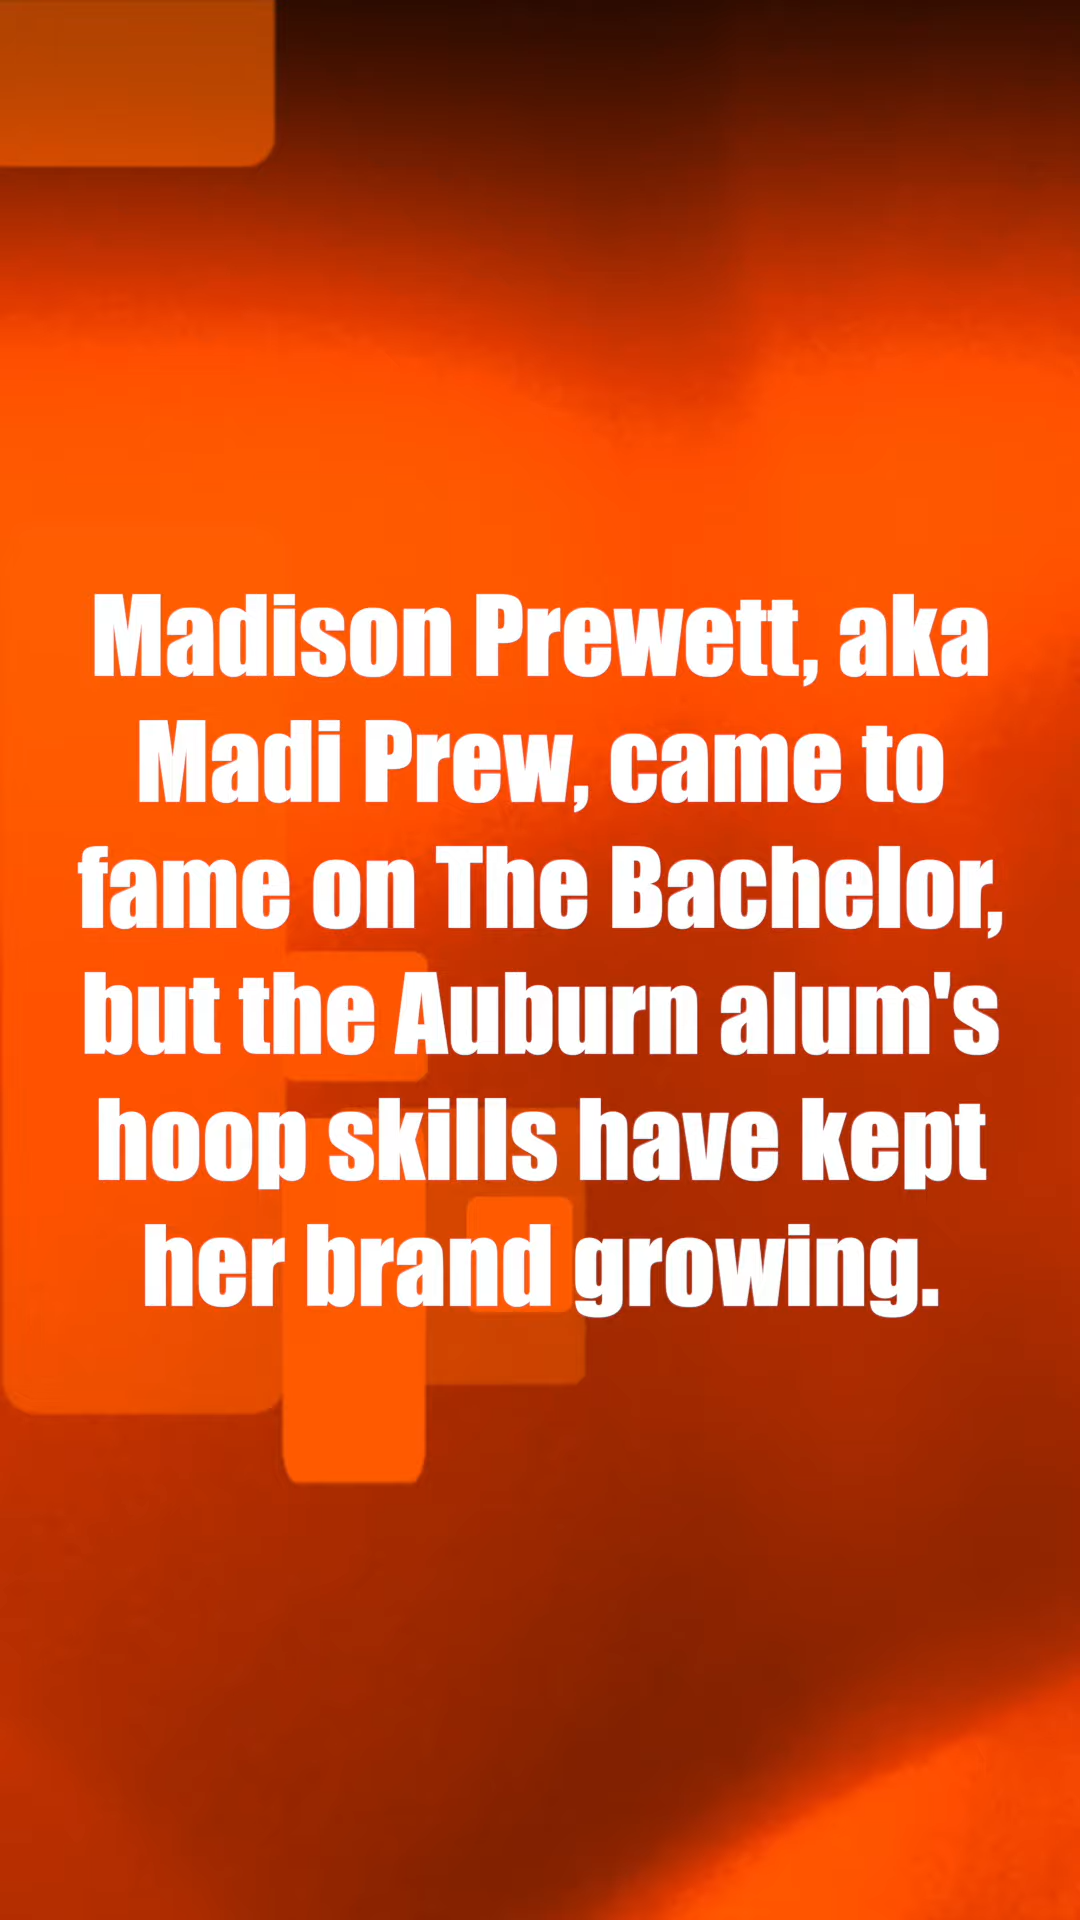 Madison Prewett, aka
Madi Prew, came to
fame on The Bachelor,
but the Auburn alum's
hoop skills have kept
her brand growing.